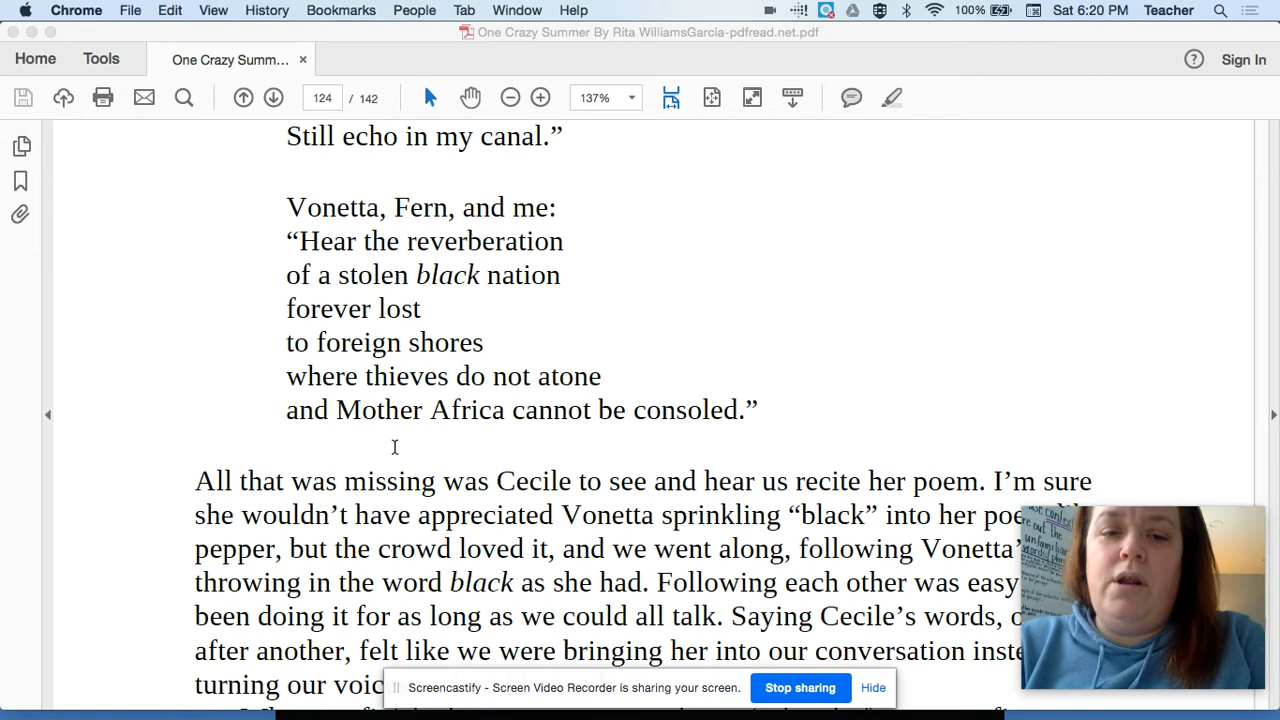 Chrome File Edit View History Bookmarks People Tab Window Help 100% Sat 6:20 PM Teacher
One Crazy Summer By Rita WilliamsGarcia-pdfread.net.pdf
Home Tools One Crazy Summ... × Sign In
124 / 142 137%
Still echo in my canal.”
Vonetta, Fern, and me:
“Hear the reverberation
of a stolen black nation
forever lost
to foreign shores
where thieves do not atone
and Mother Africa cannot be consoled.”
All that was missing was Cecile to see and hear us recite her poem. I’m sure
she wouldn’t have appreciated Vonetta sprinkling “black” into her
pepper, but the crowd loved it, and we went along, following Vonetta’
throwing in the word black as she had. Following each other was easy
been doing it for as long as we could all talk. Saying Cecile’s words,
after another, felt like we were bringing her into our conversation
turning our
Screencastify - Screen Video Recorder is sharing your screen. Stop sharing Hide